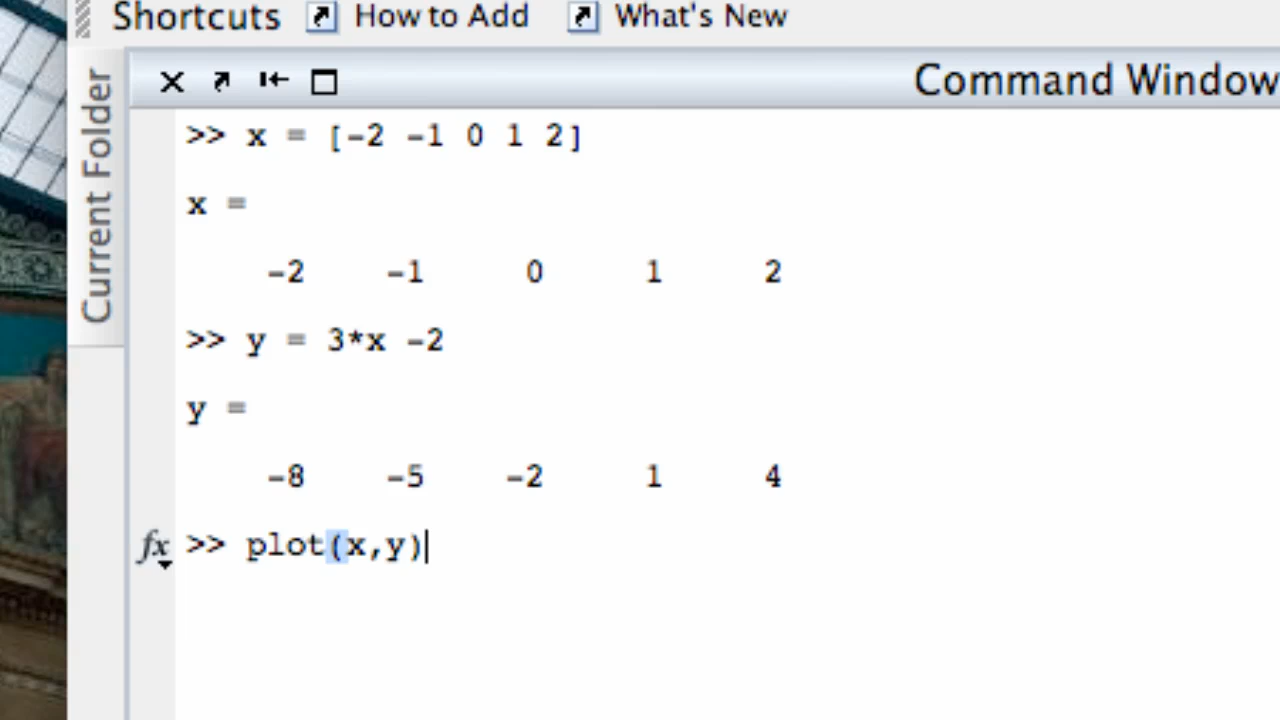 Shortcuts How to Add What's New
Command Window
Current Folder
>> x = [-2 -1 0 1 2]
x =
-2 -1 0 1 2
>> y = 3*x -2
y =
-8 -5 -2 1 4
fx >> plot(x,y)